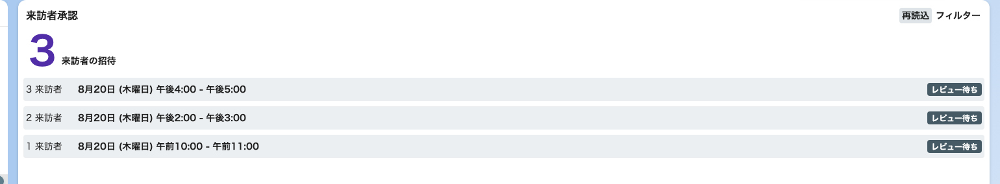 来訪者承認 再読込 フィルター
3 来訪者の招待
3 来訪者 8月20日 (木曜日) 午後4:00 - 午後5:00 レビュー待ち
2 来訪者 8月20日 (木曜日) 午後2:00 - 午後3:00 レビュー待ち
1 来訪者 8月20日 (木曜日) 午前10:00 - 午前11:00 レビュー待ち